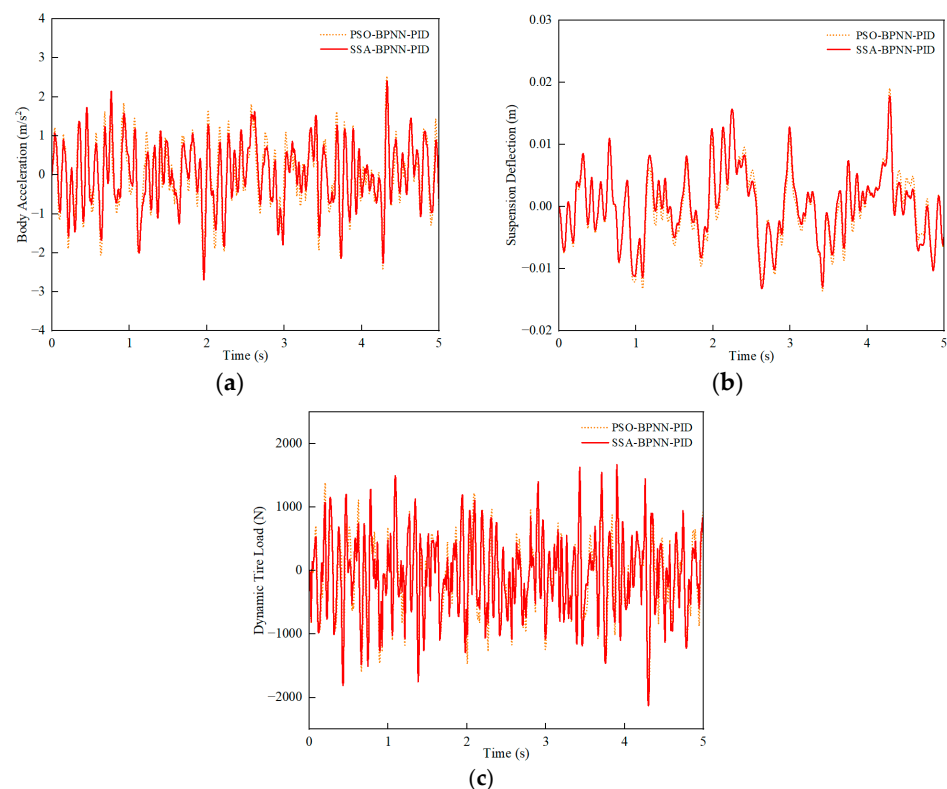 4
3
2
1
0
−1
−2
−3
−4
Body Acceleration (m/s²)
PSO-BPNN-PID
SSA-BPNN-PID
0 1 2 3 4 5
Time (s)
(a)
0.03
0.02
0.01
0.00
−0.01
−0.02
Suspension Deflection (m)
PSO-BPNN-PID
SSA-BPNN-PID
0 1 2 3 4 5
Time (s)
(b)
2000
1000
0
−1000
−2000
Dynamic Tire Load (N)
PSO-BPNN-PID
SSA-BPNN-PID
0 1 2 3 4 5
Time (s)
(c)